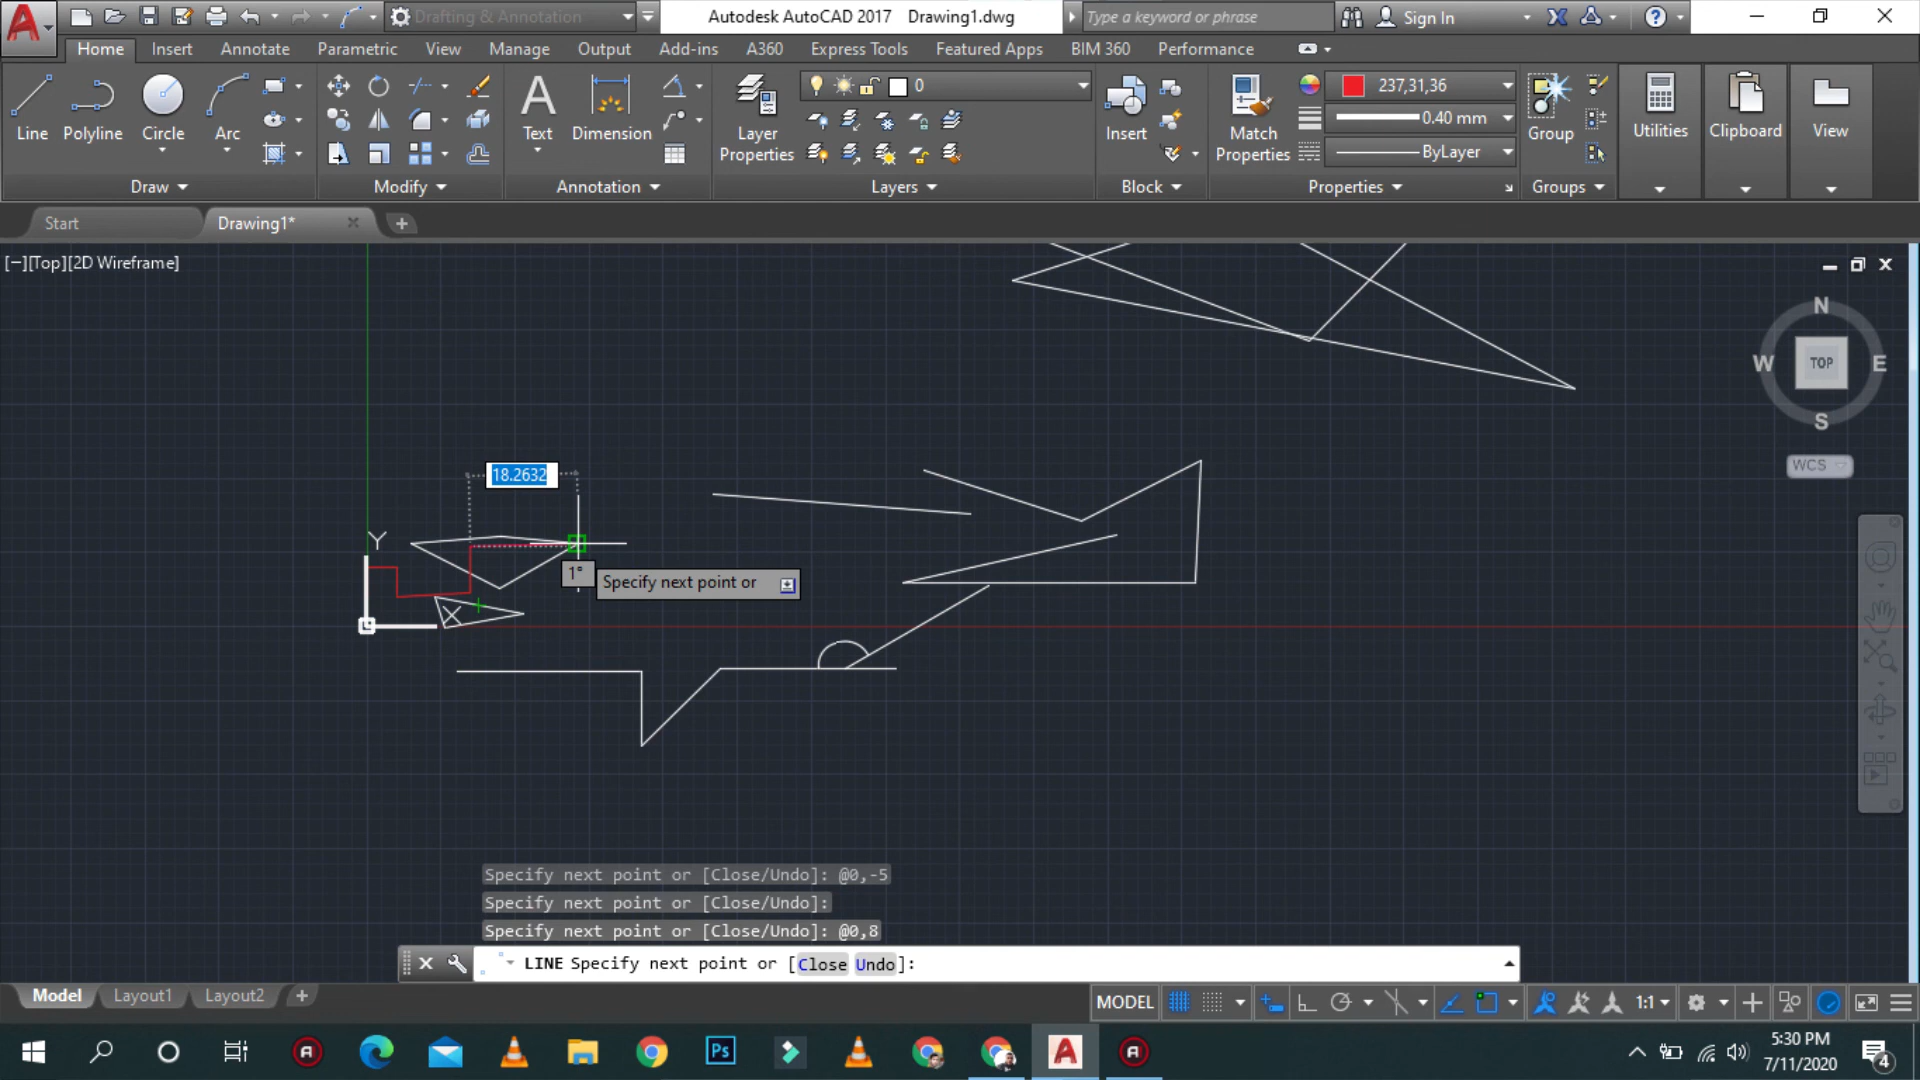 Drafting & Annotation
Autodesk AutoCAD 2017 Drawing1.dwg
Type a keyword or phrase
Sign In
Home Insert Annotate Parametric View Manage Output Add-ins A360 Express Tools Featured Apps BIM 360 Performance
0
237,31,36
0.40 mm
ByLayer
Line Polyline Circle Arc
Text Dimension
Layer Properties
Insert
Match Properties
Group
Utilities
Clipboard
View
Draw Modify Annotation Layers Block Properties Groups
Start Drawing1*
[−][Top][2D Wireframe]
N
W TOP E
S
WCS
18.2632
Y
1°
Specify next point or
X
Specify next point or [Close/Undo]: @0,-5
Specify next point or [Close/Undo]:
Specify next point or [Close/Undo]: @0,8
LINE Specify next point or [Close Undo]:
Model Layout1 Layout2
MODEL
1:1
Ps
5:30 PM
7/11/2020
4